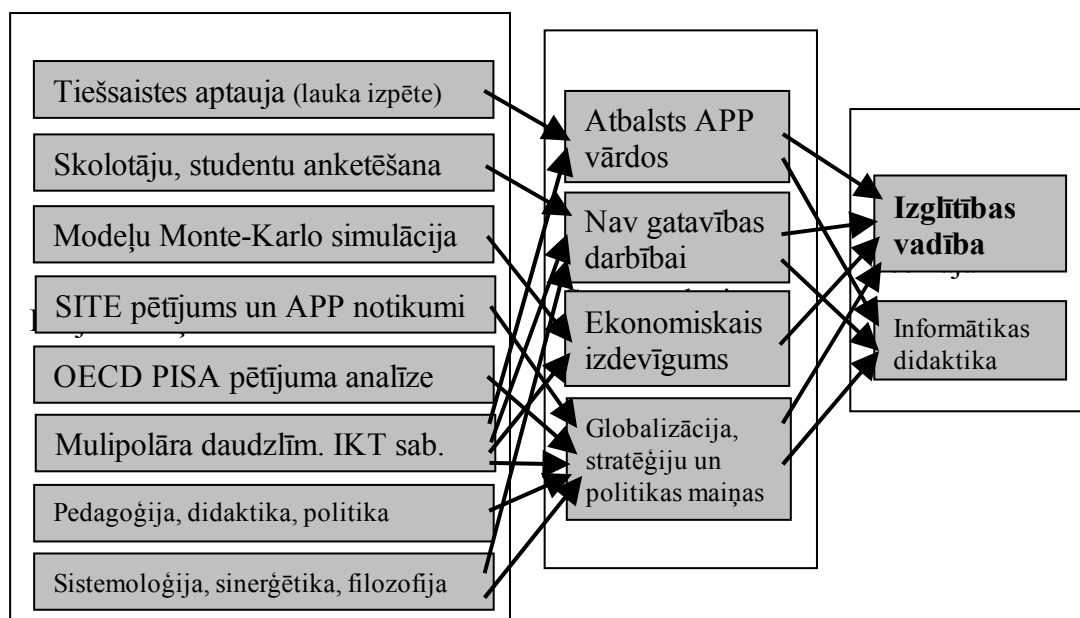 Tiešsaistes aptauja (lauka izpēte)
Skolotāju, studentu anketēšana
Modeļu Monte-Karlo simulācija
SITE pētījums un APP notikumi
OECD PISA pētījuma analīze
Mulipolāra daudzlīm. IKT sab.
Pedagoģija, didaktika, politika
Sistemoloģija, sinerģētika, filozofija
Atbalsts APP
vārdos
Nav gatavības
darbībai
Ekonomiskais
izdevīgums
Globalizācija,
stratēģiju un
politikas maiņas
Izglītības
vadība
Informātikas
didaktika